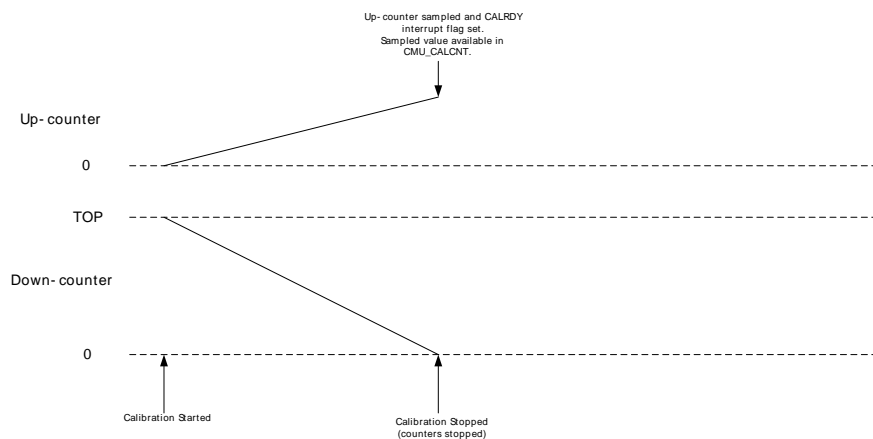 Up-counter sampled and CALRDY
interrupt flag set.
Sampled value available in
CMU_CALCNT.
Up-counter
0
TOP
Down-counter
0
Calibration Started
Calibration Stopped
(counters stopped)